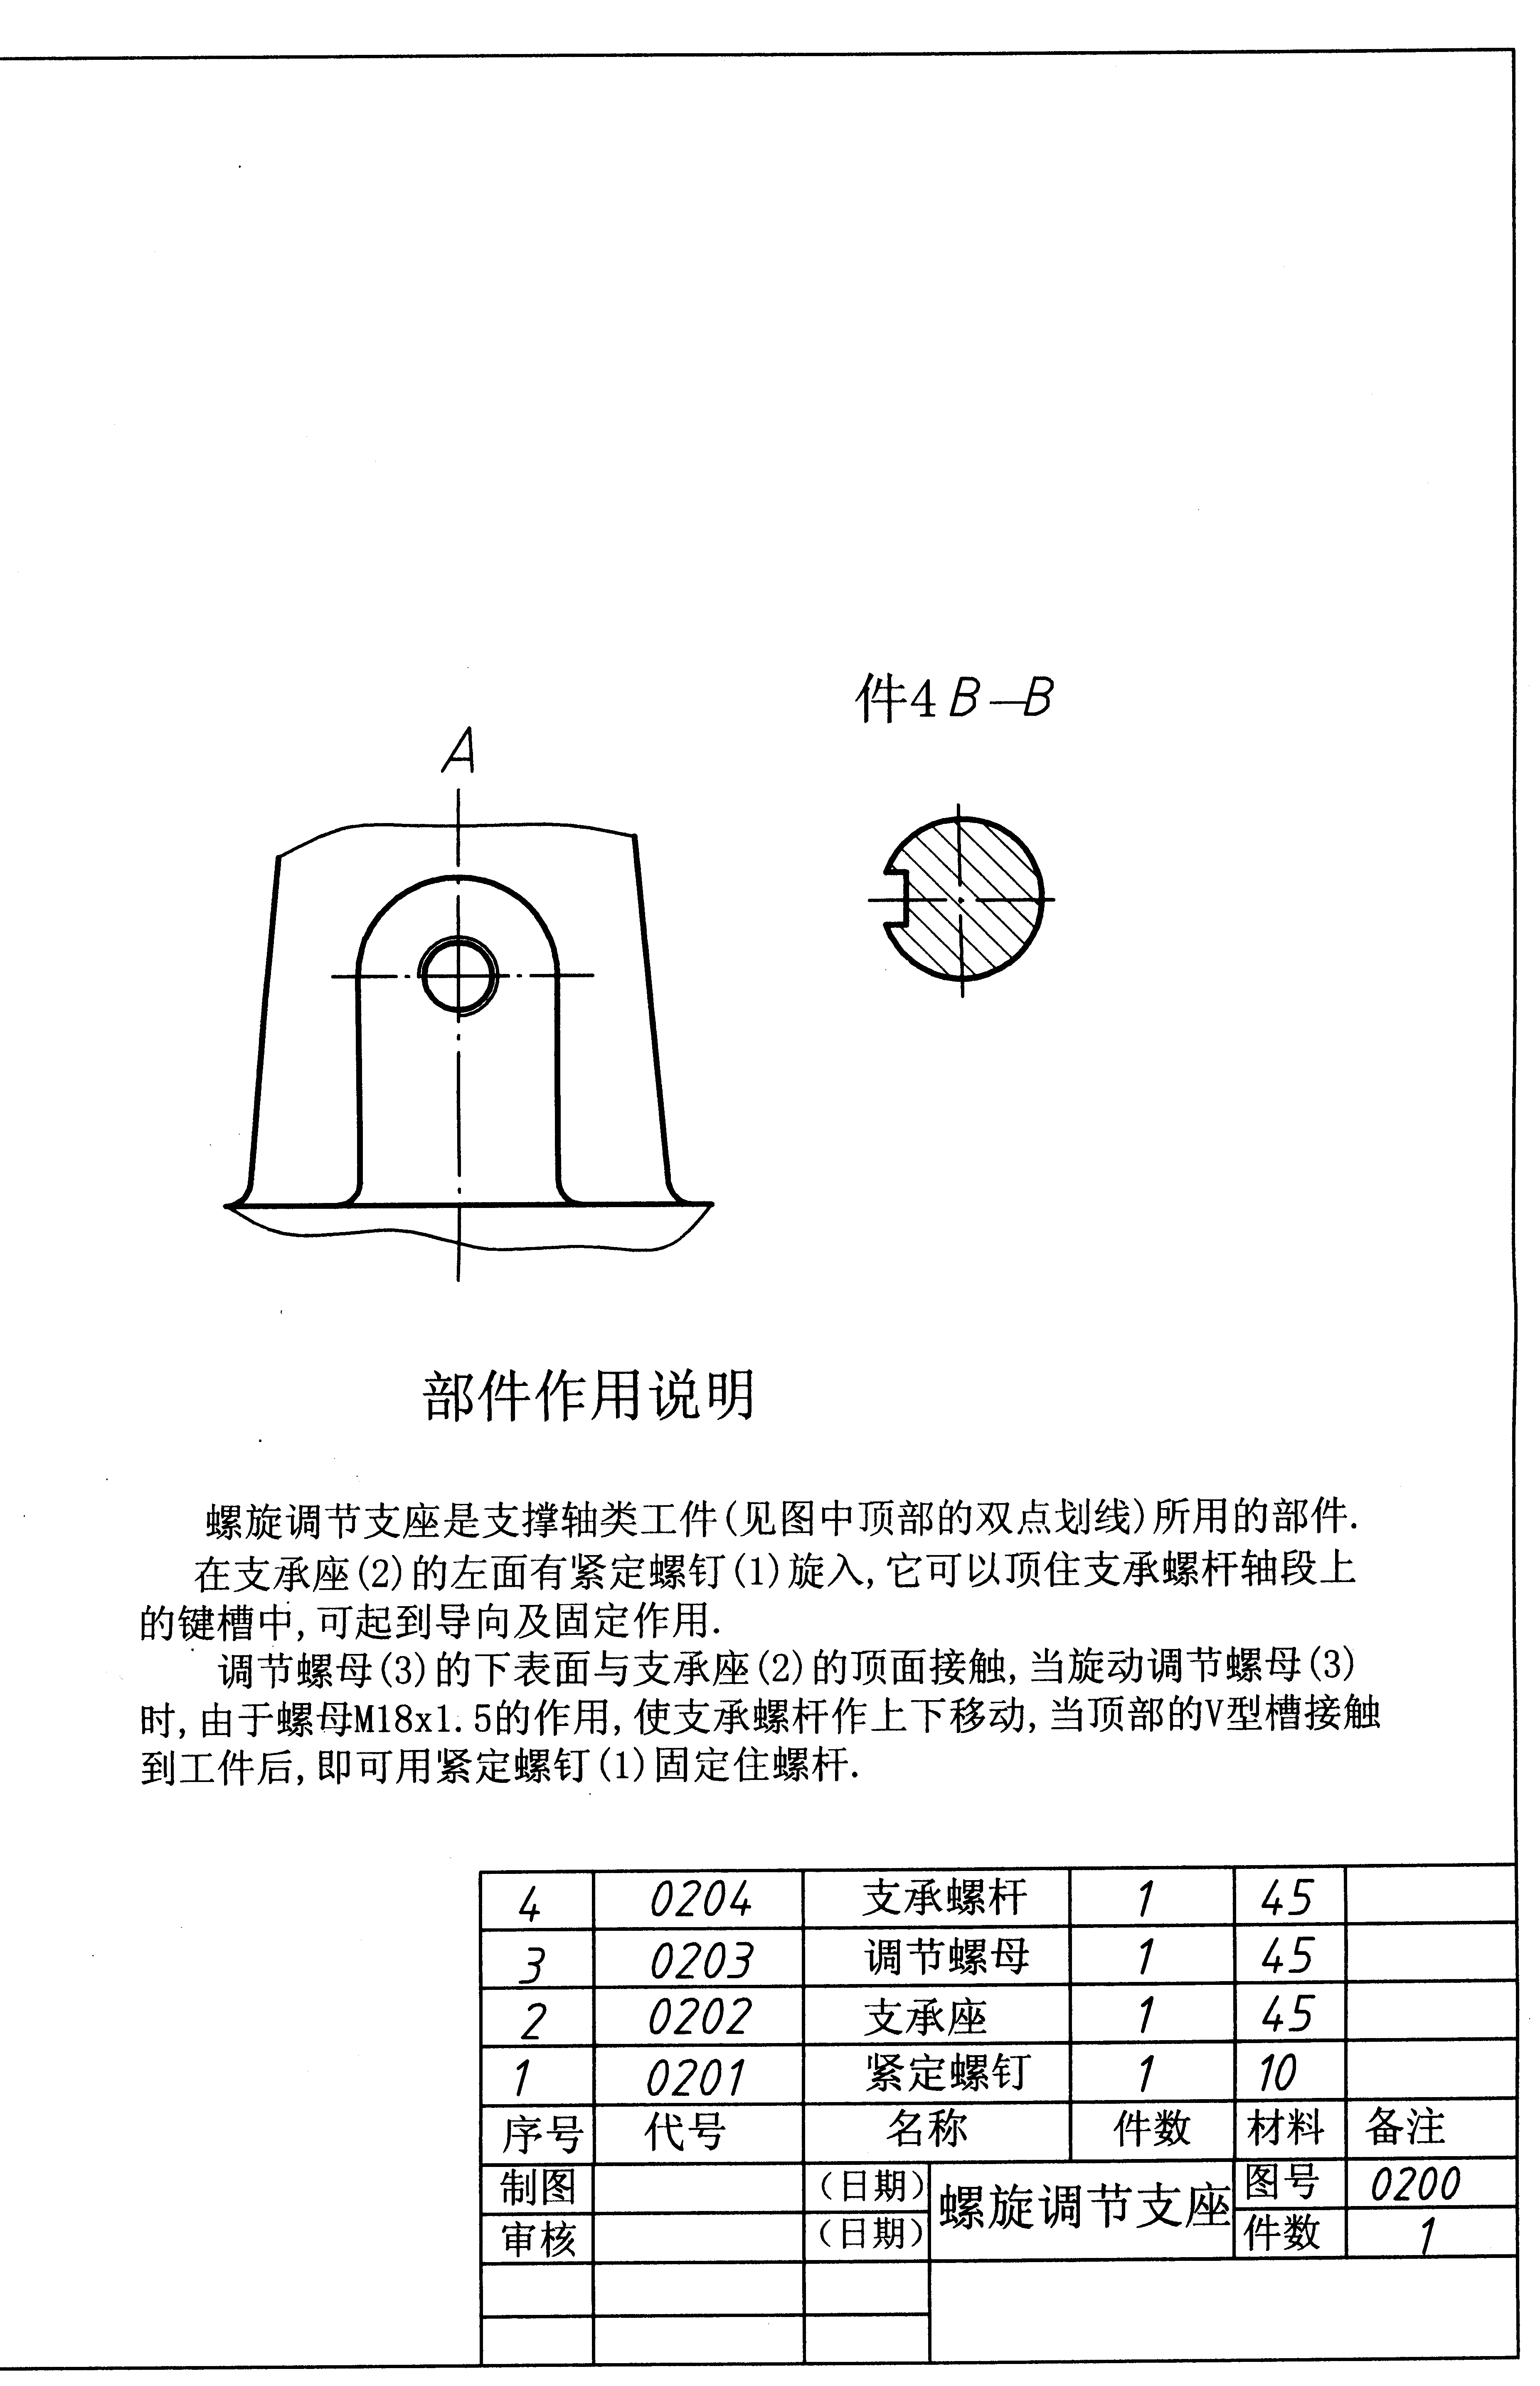 件4 B—B
A
部件作用说明
螺旋调节支座是支撑轴类工件(见图中顶部的双点划线)所用的部件.
在支承座(2)的左面有紧定螺钉(1)旋入,它可以顶住支承螺杆轴段上
的键槽中,可起到导向及固定作用.
调节螺母(3)的下表面与支承座(2)的顶面接触,当旋动调节螺母(3)
时,由于螺母M18x1.5的作用,使支承螺杆作上下移动,当顶部的V型槽接触
到工件后,即可用紧定螺钉(1)固定住螺杆.
4 0204 支承螺杆 1 45
3 0203 调节螺母 1 45
2 0202 支承座 1 45
1 0201 紧定螺钉 1 10
序号 代号 名称 件数 材料 备注
制图 (日期) 螺旋调节支座 图号 0200
审核 (日期) 件数 1